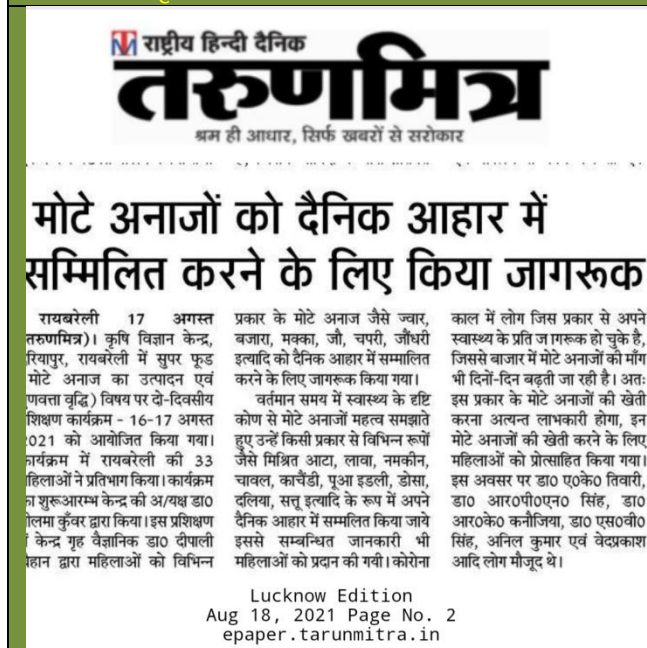 राष्ट्रीय हिन्दी दैनिक
तरुणमित्र
श्रम ही आधार, सिर्फ खबरों से सरोकार
मोटे अनाजों को दैनिक आहार में
सम्मिलित करने के लिए किया जागरूक
रायबरेली 17 अगस्त
तरुणमित्र)। कृषि विज्ञान केन्द्र,
रियापुर, रायबरेली में सुपर फूड
मोटे अनाज का उत्पादन एवं
णवत्ता वृद्धि) विषय पर दो-दिवसीय
शिक्षण कार्यक्रम - 16-17 अगस्त
021 को आयोजित किया गया।
कार्यक्रम में रायबरेली की 33
हिलाओं ने प्रतिभाग किया। कार्यक्रम
का शुरूआरम्भ केन्द्र की अ/यक्ष डा0
ीलमा कुँवर द्वारा किया। इस प्रशिक्षण
केन्द्र गृह वैज्ञानिक डा0 दीपाली
ौहान द्वारा महिलाओं को विभिन्न
प्रकार के मोटे अनाज जैसे ज्वार,
बजारा, मक्का, जौ, चपरी, जौंधरी
इत्यादि को दैनिक आहार में सम्मालित
करने के लिए जागरूक किया गया।
वर्तमान समय में स्वास्थ्य के दृष्टि
कोण से मोटे अनाजों महत्व समझाते
हुए उन्हें किसी प्रकार से विभिन्न रूपों
जैसे मिश्रित आटा, लावा, नमकीन,
चावल, काचैंडी, पूआ इडली, डोसा,
दलिया, सत्तू इत्यादि के रूप में अपने
दैनिक आहार में सम्मलित किया जाये
इससे सम्बन्धित जानकारी भी
महिलाओं को प्रदान की गयी। कोरोना
काल में लोग जिस प्रकार से अपने
स्वास्थ्य के प्रति जागरूक हो चुके है,
जिससे बाजार में मोटे अनाजों की माँग
भी दिनों-दिन बढ़ती जा रही है। अतः
इस प्रकार के मोटे अनाजों की खेती
करना अत्यन्त लाभकारी होगा, इन
मोटे अनाजों की खेती करने के लिए
महिलाओं को प्रोत्साहित किया गया।
इस अवसर पर डा0 ए0के0 तिवारी,
डा0 आर0पी0एन0 सिंह, डा0
आर0के0 कनौजिया, डा0 एस0वी0
सिंह, अनिल कुमार एवं वेदप्रकाश
आदि लोग मौजूद थे।
Lucknow Edition
Aug 18, 2021 Page No. 2
epaper.tarunmitra.in